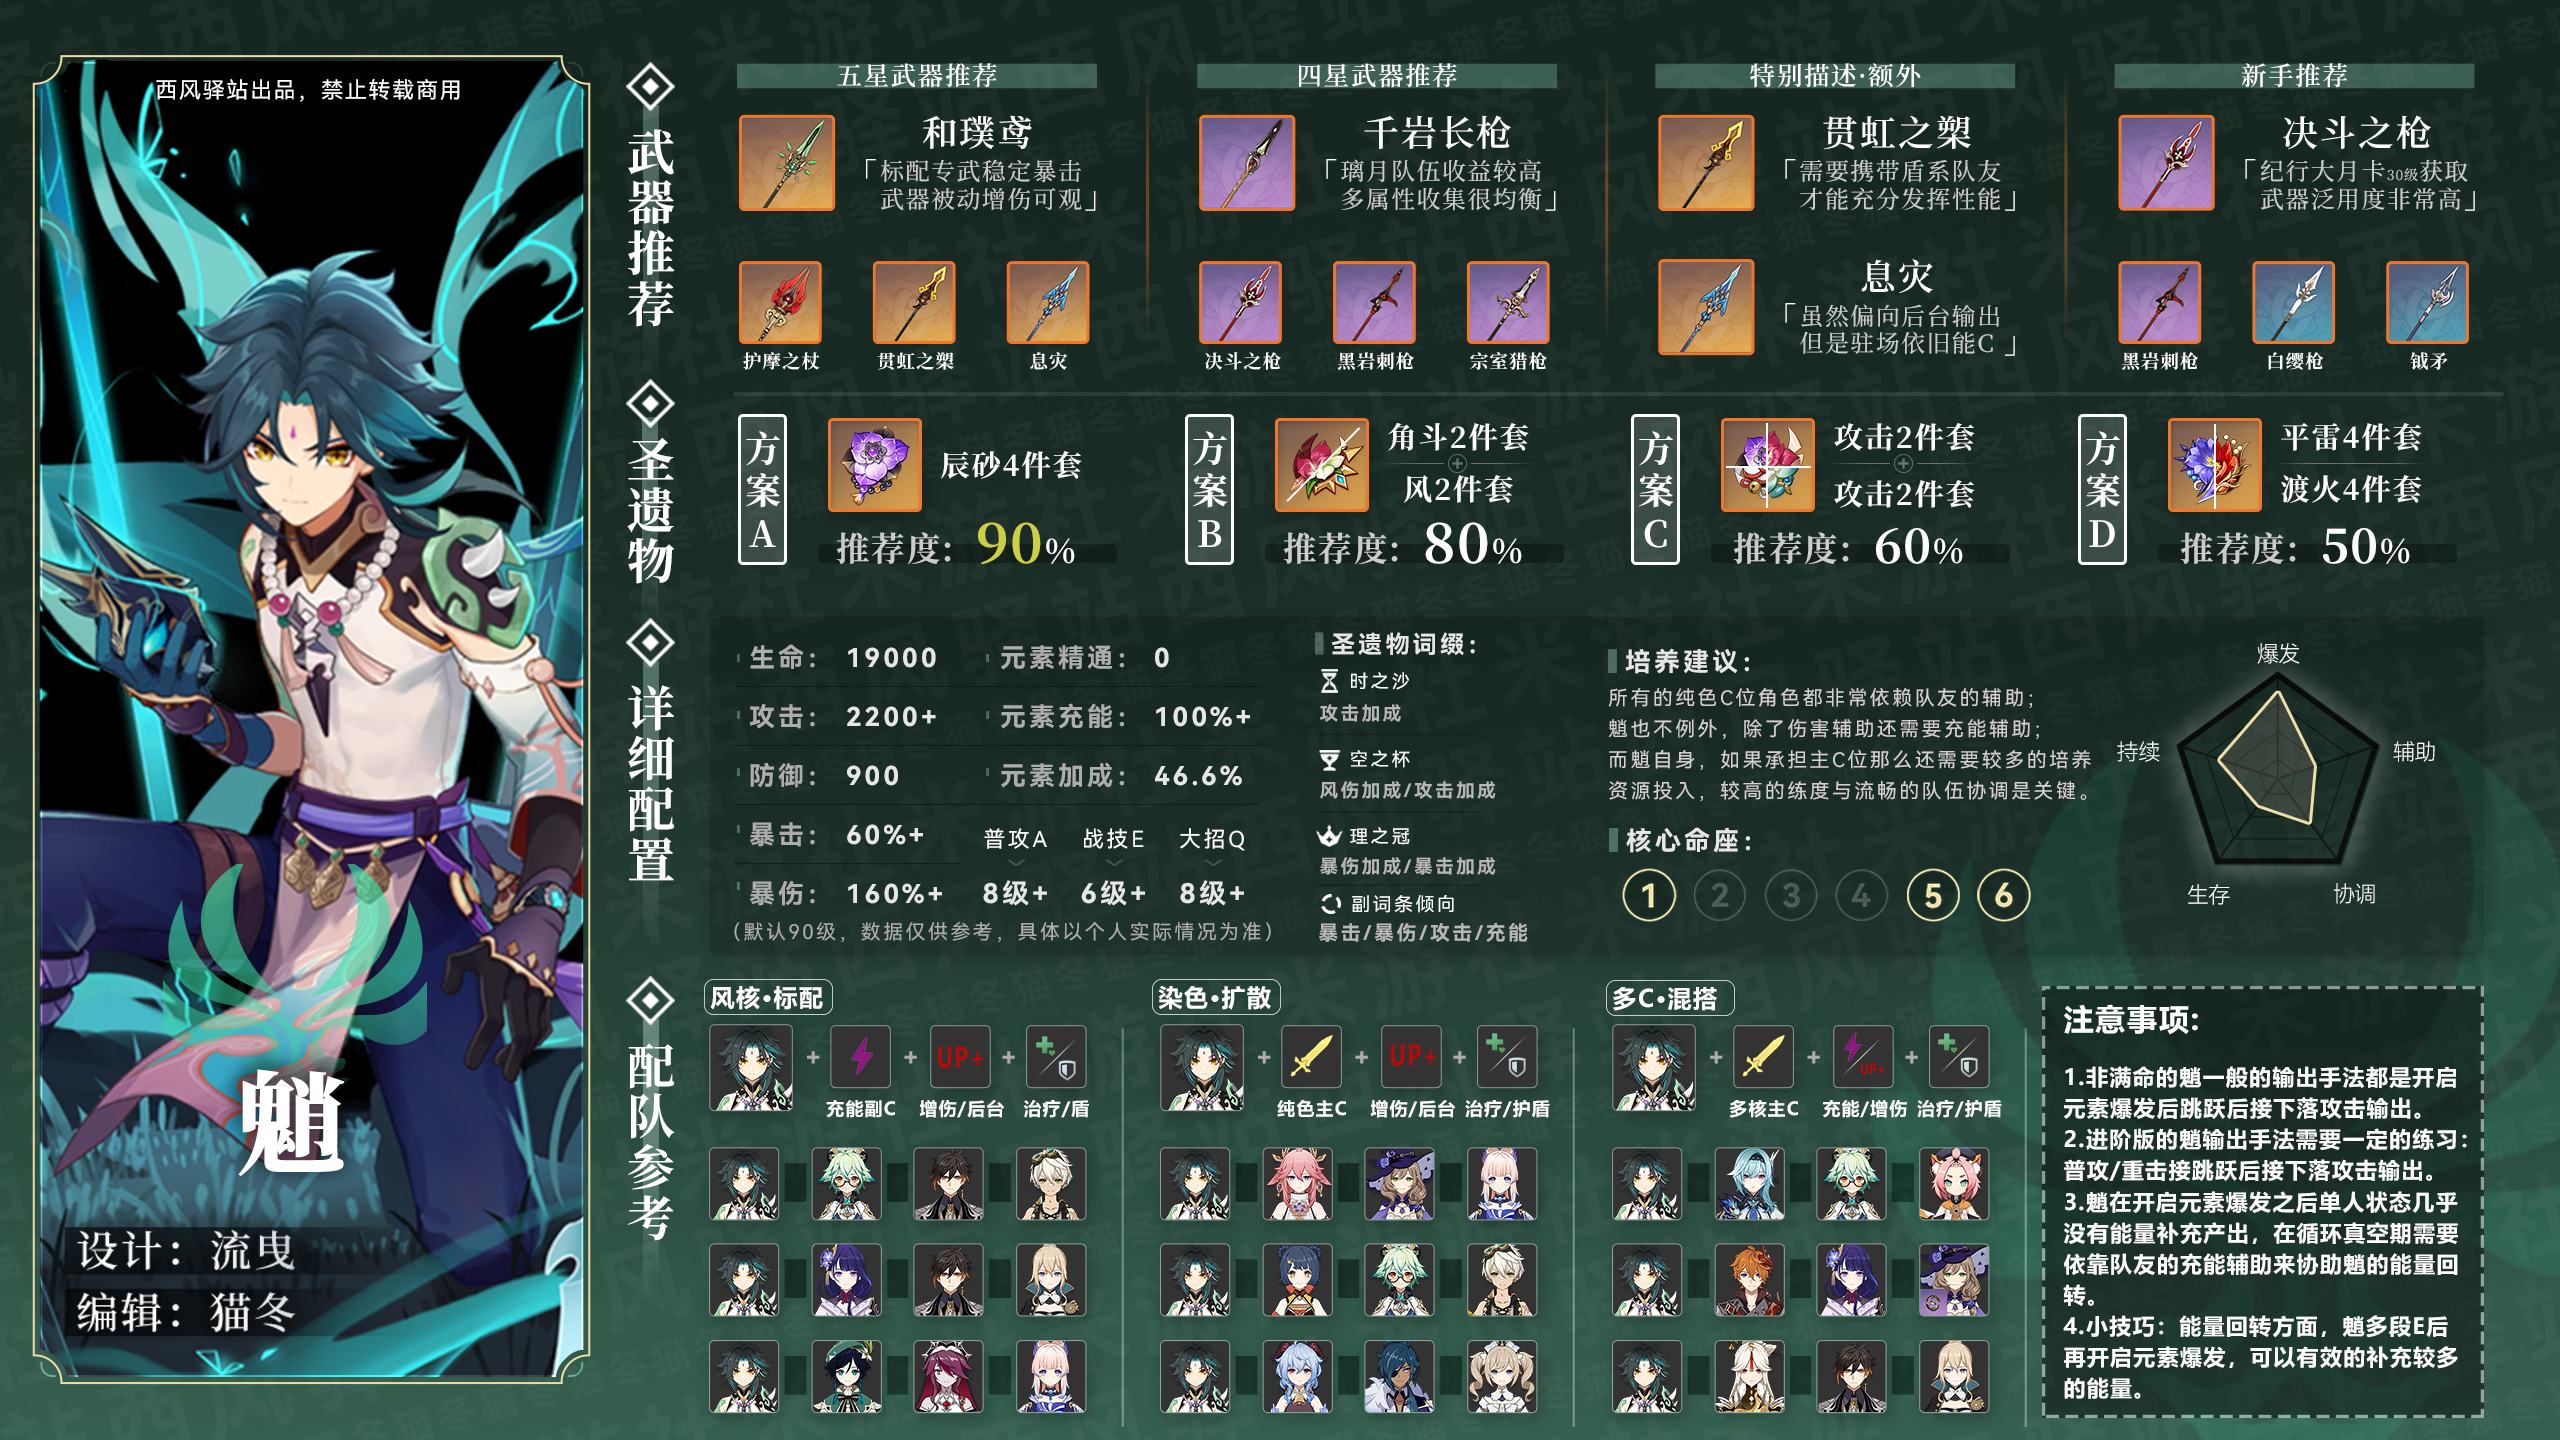 西风驿站出品，禁止转载商用
魈
设计：流曳
编辑：猫冬
武器推荐
五星武器推荐
和璞鸢
「标配专武稳定暴击
武器被动增伤可观」
护摩之杖
贯虹之槊
息灾
四星武器推荐
千岩长枪
「璃月队伍收益较高
多属性收集很均衡」
决斗之枪
黑岩刺枪
宗室猎枪
特别描述·额外
贯虹之槊
「需要携带盾系队友
才能充分发挥性能」
息灾
「虽然偏向后台输出
但是驻场依旧能C」
新手推荐
决斗之枪
「纪行大月卡30级获取
武器泛用度非常高」
黑岩刺枪
白缨枪
钺矛
圣遗物
方案A
辰砂4件套
推荐度：90%
方案B
角斗2件套
风2件套
推荐度：80%
方案C
攻击2件套
攻击2件套
推荐度：60%
方案D
平雷4件套
渡火4件套
推荐度：50%
详细配置
生命：19000
元素精通：0
攻击：2200+
元素充能：100%+
防御：900
元素加成：46.6%
暴击：60%+
普攻A 战技E 大招Q
暴伤：160%+
8级+ 6级+ 8级+
（默认90级，数据仅供参考，具体以个人实际情况为准）
圣遗物词缀：
时之沙
攻击加成
空之杯
风伤加成/攻击加成
理之冠
暴伤加成/暴击加成
副词条倾向
暴击/暴伤/攻击/充能
培养建议：
所有的纯色C位角色都非常依赖队友的辅助；
魈也不例外，除了伤害辅助还需要充能辅助；
而魈自身，如果承担主C位那么还需要较多的培养
资源投入，较高的练度与流畅的队伍协调是关键。
核心命座：
1 2 3 4 5 6
爆发
持续
辅助
生存
协调
配队参考
风核·标配
UP+
充能副C 增伤/后台 治疗/盾
染色·扩散
UP+
纯色主C 增伤/后台 治疗/护盾
多C·混搭
UP+
多核主C 充能/增伤 治疗/护盾
注意事项:
1.非满命的魈一般的输出手法都是开启
元素爆发后跳跃后接下落攻击输出。
2.进阶版的魈输出手法需要一定的练习：
普攻/重击接跳跃后接下落攻击输出。
3.魈在开启元素爆发之后单人状态几乎
没有能量补充产出，在循环真空期需要
依靠队友的充能辅助来协助魈的能量回
转。
4.小技巧：能量回转方面，魈多段E后
再开启元素爆发，可以有效的补充较多
的能量。